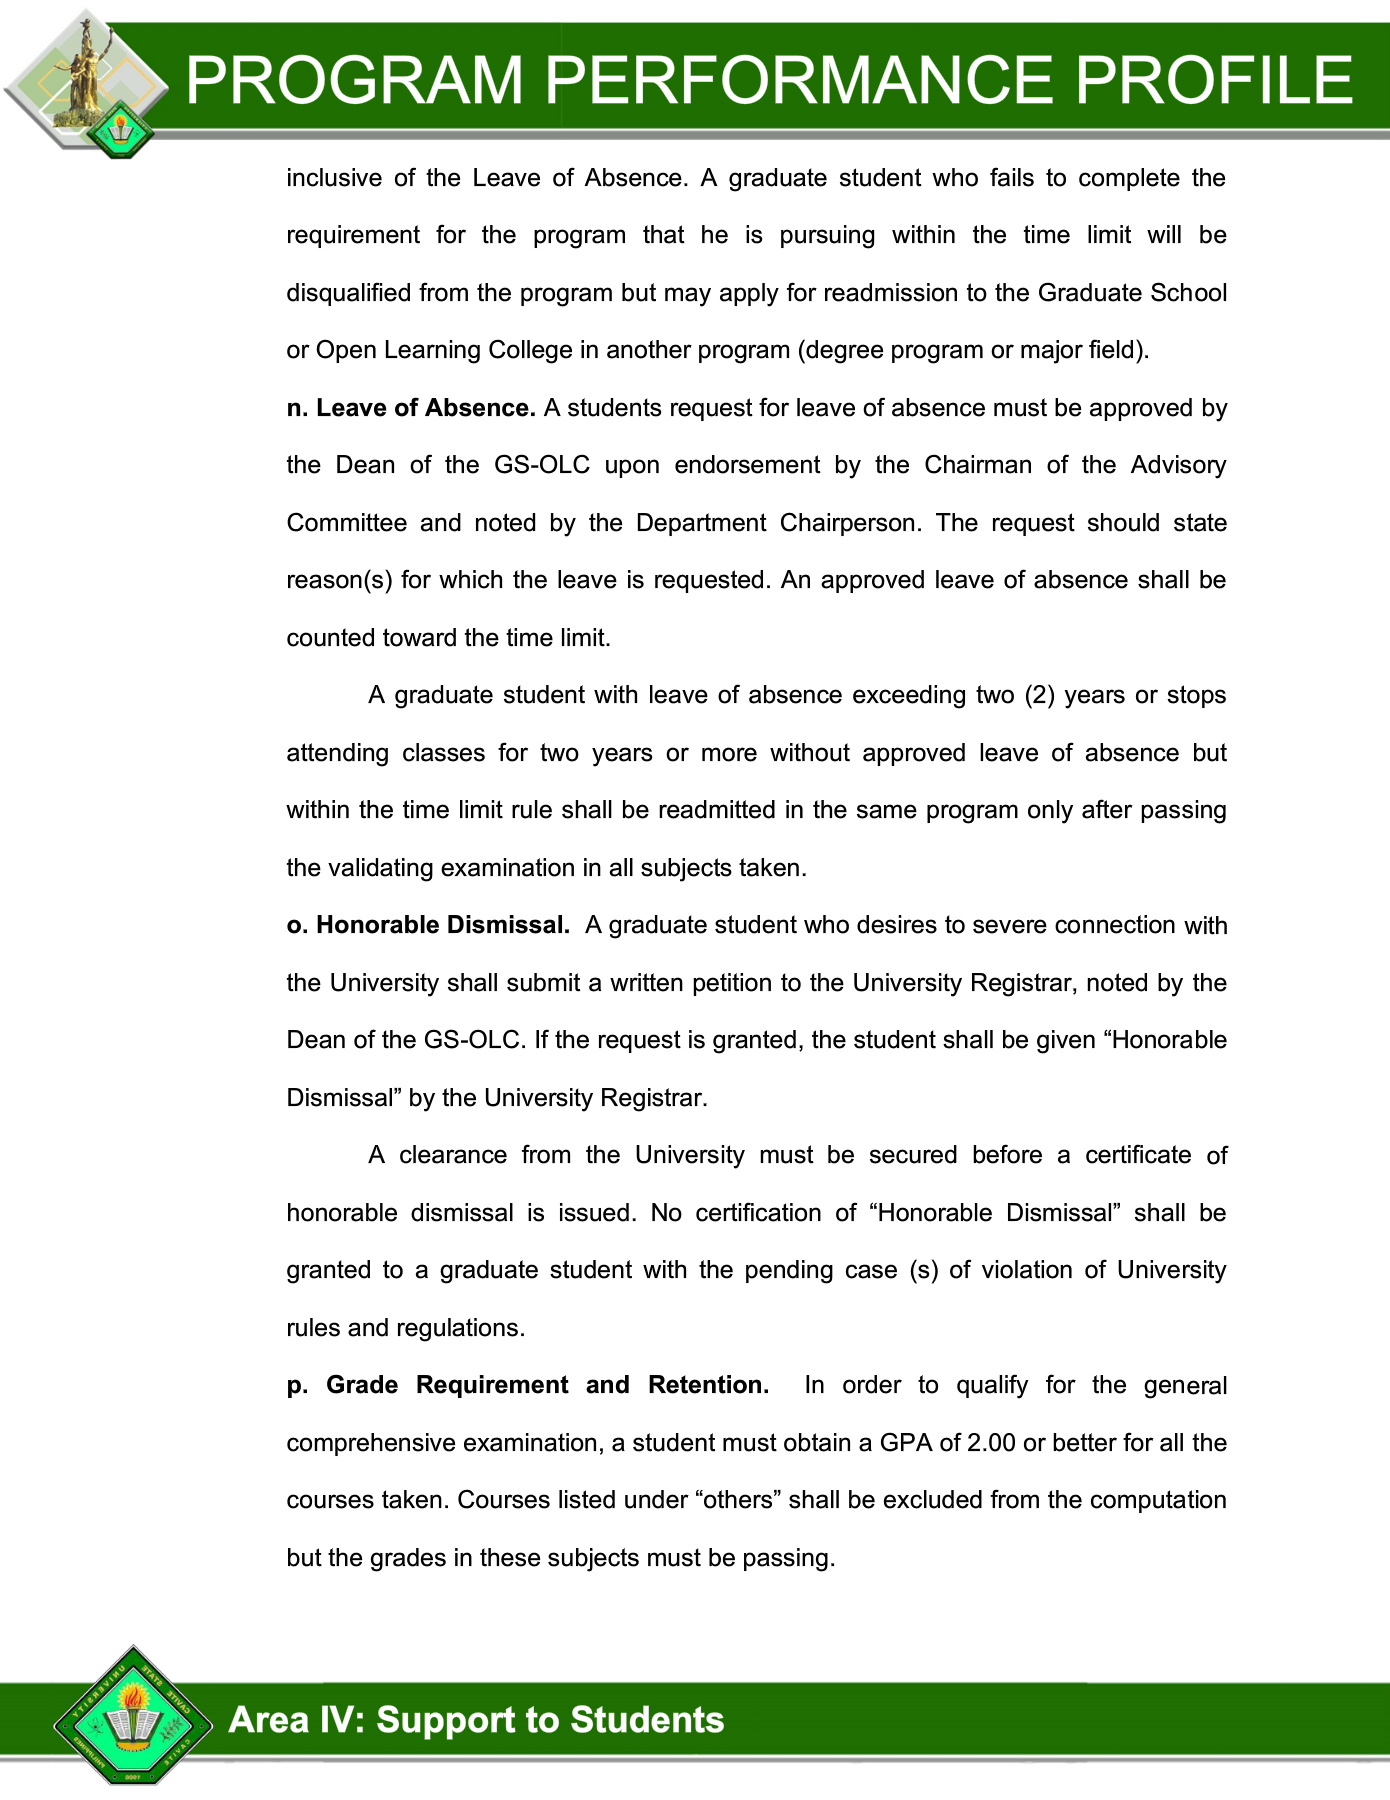 PROGRAM PERFORMANCE PROFILE
inclusive of the Leave of Absence. A graduate student who fails to complete the
requirement for the program that he is pursuing within the time limit will be
disqualified from the program but may apply for readmission to the Graduate School
or Open Learning College in another program (degree program or major field).
n. Leave of Absence. A students request for leave of absence must be approved by
the Dean of the GS-OLC upon endorsement by the Chairman of the Advisory
Committee and noted by the Department Chairperson. The request should state
reason(s) for which the leave is requested. An approved leave of absence shall be
counted toward the time limit.
A graduate student with leave of absence exceeding two (2) years or stops
attending classes for two years or more without approved leave of absence but
within the time limit rule shall be readmitted in the same program only after passing
the validating examination in all subjects taken.
o. Honorable Dismissal.  A graduate student who desires to severe connection with
the University shall submit a written petition to the University Registrar, noted by the
Dean of the GS-OLC. If the request is granted, the student shall be given “Honorable
Dismissal” by the University Registrar.
A clearance from the University must be secured before a certificate of
honorable dismissal is issued. No certification of “Honorable Dismissal” shall be
granted to a graduate student with the pending case (s) of violation of University
rules and regulations.
p. Grade Requirement and Retention.  In order to qualify for the general
comprehensive examination, a student must obtain a GPA of 2.00 or better for all the
courses taken. Courses listed under “others” shall be excluded from the computation
but the grades in these subjects must be passing.
CAVITE STATE UNIVERSITY
CAVITE PHILIPPINES
Area IV: Support to Students